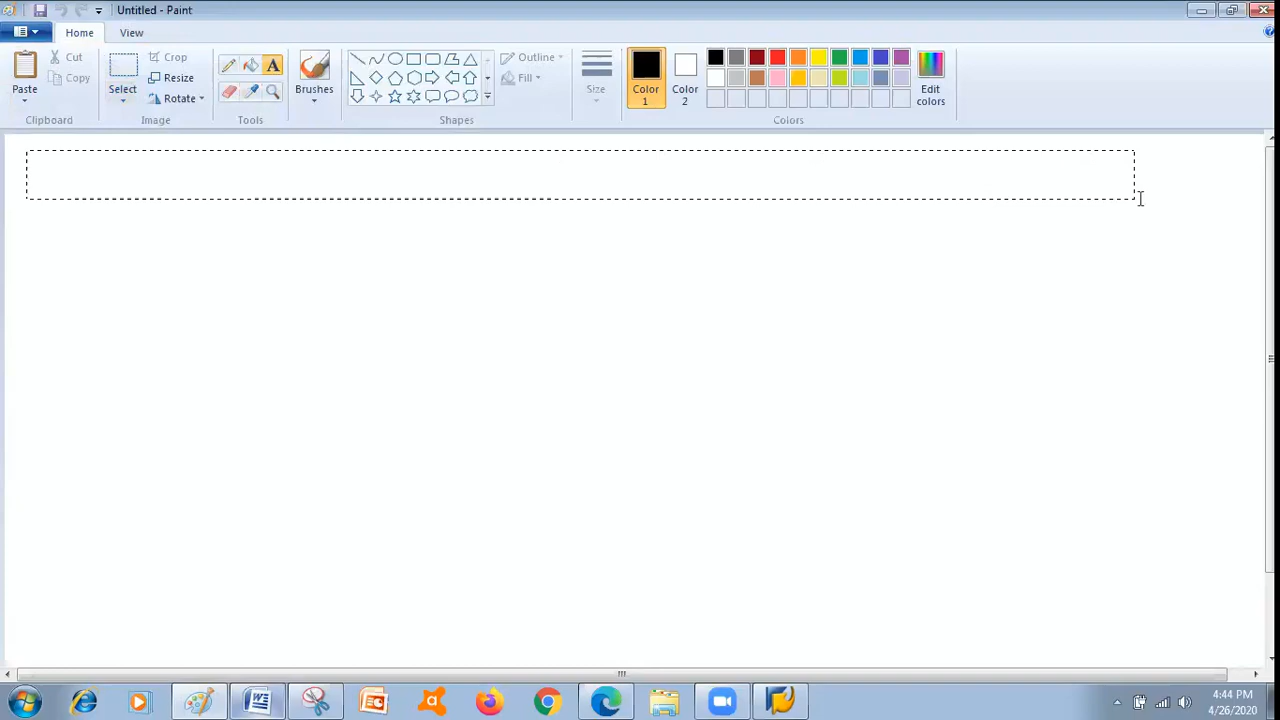 Untitled - Paint
Home
View
Paste
Cut
Copy
Clipboard
Select
Crop
Resize
Rotate
Image
A
Tools
Brushes
Outline
Fill
Shapes
Size
Color
1
Color
2
Edit
colors
Colors
4:44 PM
4/26/2020